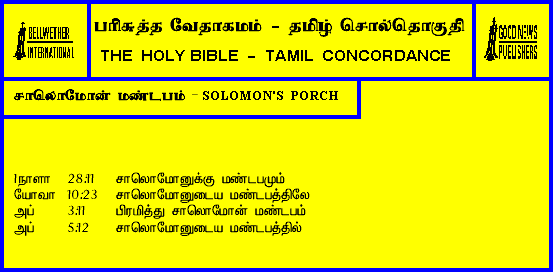 BELLWETHER
INTERNATIONAL
பரிசுத்த வேதாகமம் - தமிழ் சொல்தொகுதி
THE HOLY BIBLE - TAMIL CONCORDANCE
GOOD NEWS
PUBLISHERS
சாலொமோன் மண்டபம் - SOLOMON'S PORCH
1நாளா 28:11 சாலொமோனுக்கு மண்டபமும்
யோவா 10:23 சாலொமோனுடைய மண்டபத்திலே
அப் 3:11 பிரமித்து சாலொமோன் மண்டபம்
அப் 5:12 சாலொமோனுடைய மண்டபத்தில்